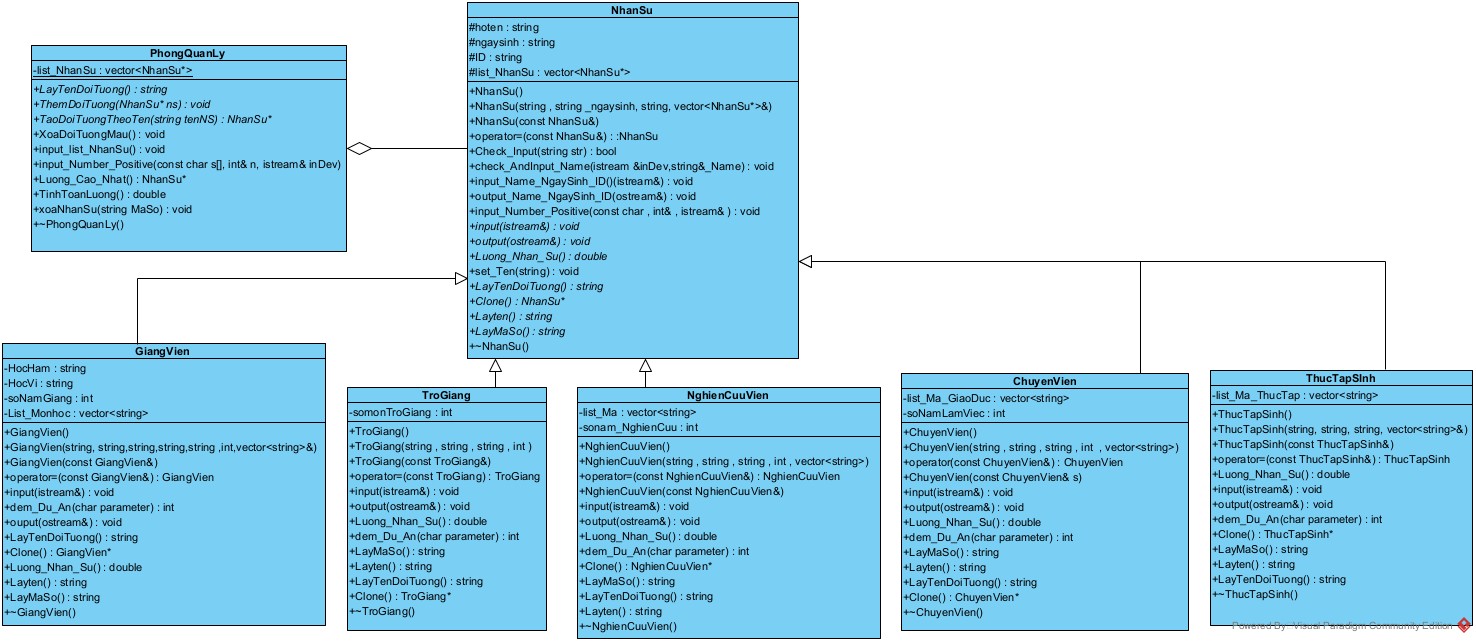 NhanSu
#hoten : string
#ngaysinh : string
#ID : string
#list_NhanSu : vector<NhanSu*>
+NhanSu()
+NhanSu(string , string _ngaysinh, string, vector<NhanSu*>&)
+NhanSu(const NhanSu&)
+operator=(const NhanSu&) : :NhanSu
+Check_Input(string str) : bool
+check_AndInput_Name(istream &inDev,string&_Name) : void
+input_Name_NgaySinh_ID()(istream&) : void
+output_Name_NgaySinh_ID(ostream&) : void
+input_Number_Positive(const char , int& , istream& ) : void
+input(istream&) : void
+output(ostream&) : void
+Luong_Nhan_Su() : double
+set_Ten(string) : void
+LayTenDoiTuong() : string
+Clone() : NhanSu*
+Layten() : string
+LayMaSo() : string
+~NhanSu()
PhongQuanLy
-list_NhanSu : vector<NhanSu*>
+LayTenDoiTuong() : string
+ThemDoiTuong(NhanSu* ns) : void
+TaoDoiTuongTheoTen(string tenNS) : NhanSu*
+XoaDoiTuongMau() : void
+input_list_NhanSu() : void
+input_Number_Positive(const char s[], int& n, istream& inDev)
+Luong_Cao_Nhat() : NhanSu*
+TinhToanLuong() : double
+xoaNhanSu(string MaSo) : void
+~PhongQuanLy()
GiangVien
-HocHam : string
-HocVi : string
-soNamGiang : int
-List_Monhoc : vector<string>
+GiangVien()
+GiangVien(string, string,string,string,string ,int,vector<string>&)
+GiangVien(const GiangVien&)
+operator=(const GiangVien&) : GiangVien
+input(istream&) : void
+dem_Du_An(char parameter) : int
+ouput(ostream&) : void
+LayTenDoiTuong() : string
+Clone() : GiangVien*
+Luong_Nhan_Su() : double
+Layten() : string
+LayMaSo() : string
+~GiangVien()
TroGiang
-somonTroGiang : int
+TroGiang()
+TroGiang(string , string , string , int )
+TroGiang(const TroGiang&)
+operator=(const TroGiang) : TroGiang
+input(istream&) : void
+output(ostream&) : void
+Luong_Nhan_Su() : double
+dem_Du_An(char parameter) : int
+LayMaSo() : string
+Layten() : string
+LayTenDoiTuong() : string
+Clone() : TroGiang*
+~TroGiang()
NghienCuuVien
-list_Ma : vector<string>
-sonam_NghienCuu : int
+NghienCuuVien()
+NghienCuuVien(string , string , string , int , vector<string>)
+operator=(const NghienCuuVien&) : NghienCuuVien
+NghienCuuVien(const NghienCuuVien&)
+input(istream&) : void
+output(ostream&) : void
+Luong_Nhan_Su() : double
+dem_Du_An(char parameter) : int
+Clone() : NghienCuuVien*
+LayMaSo() : string
+LayTenDoiTuong() : string
+Layten() : string
+~NghienCuuVien()
ChuyenVien
-list_Ma_GiaoDuc : vector<string>
-soNamLamViec : int
+ChuyenVien()
+ChuyenVien(string , string , string , int , vector<string>)
+operator(const ChuyenVien&) : ChuyenVien
+ChuyenVien(const ChuyenVien& s)
+input(istream&) : void
+output(ostream&) : void
+Luong_Nhan_Su() : double
+dem_Du_An(char parameter) : int
+LayMaSo() : string
+Layten() : string
+LayTenDoiTuong() : string
+Clone() : ChuyenVien*
+~ChuyenVien()
ThucTapSInh
-list_Ma_ThucTap : vector<string>
+ThucTapSinh()
+ThucTapSinh(string, string, string, vector<string>&)
+ThucTapSinh(const ThucTapSinh&)
+operator=(const ThucTapSinh&) : ThucTapSinh
+Luong_Nhan_Su() : double
+input(istream&) : void
+output(ostream&) : void
+dem_Du_An(char parameter) : int
+Clone() : ThucTapSinh*
+LayMaSo() : string
+Layten() : string
+LayTenDoiTuong() : string
+~ThucTapSinh()
Powered By  Visual Paradigm Community Edition